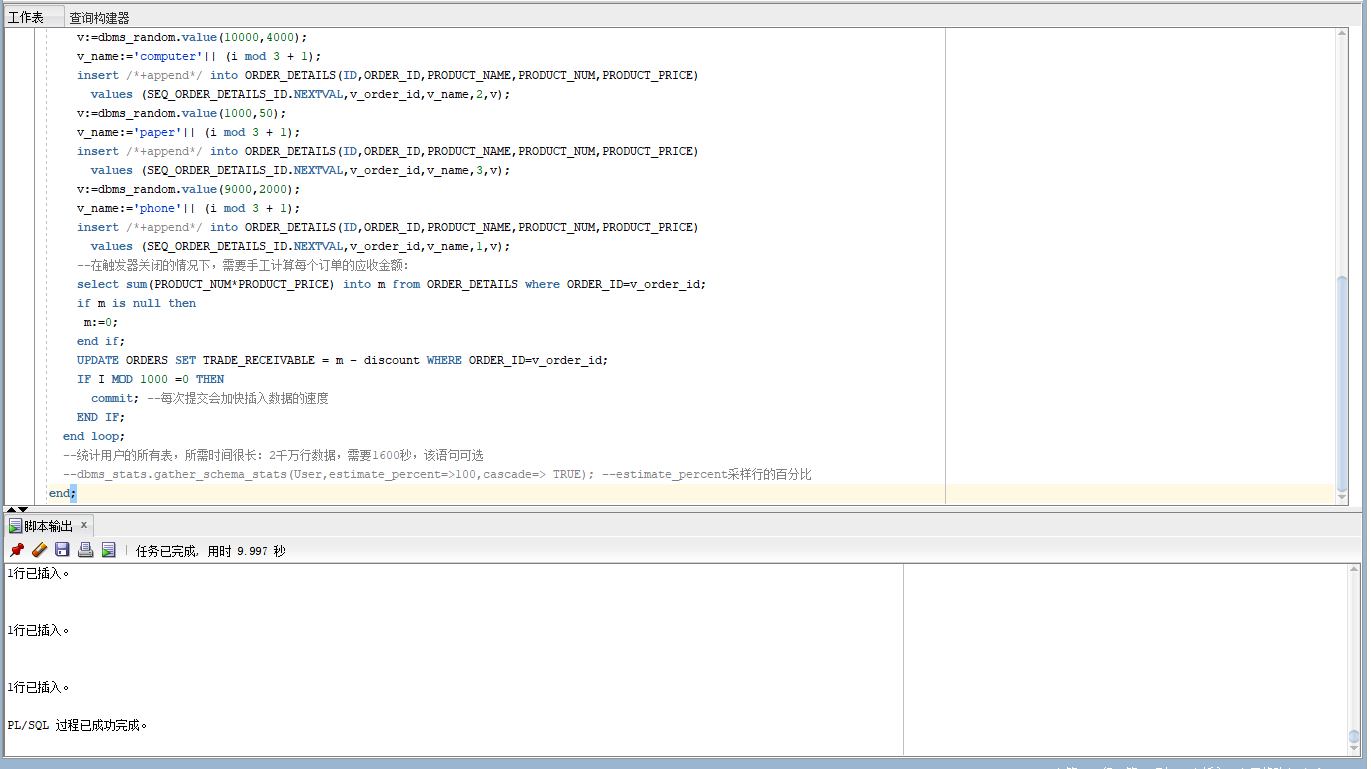 工作表 查询构建器
v:=dbms_random.value(10000,4000);
v_name:='computer'|| (i mod 3 + 1);
insert /*+append*/ into ORDER_DETAILS(ID,ORDER_ID,PRODUCT_NAME,PRODUCT_NUM,PRODUCT_PRICE)
values (SEQ_ORDER_DETAILS_ID.NEXTVAL,v_order_id,v_name,2,v);
v:=dbms_random.value(1000,50);
v_name:='paper'|| (i mod 3 + 1);
insert /*+append*/ into ORDER_DETAILS(ID,ORDER_ID,PRODUCT_NAME,PRODUCT_NUM,PRODUCT_PRICE)
values (SEQ_ORDER_DETAILS_ID.NEXTVAL,v_order_id,v_name,3,v);
v:=dbms_random.value(9000,2000);
v_name:='phone'|| (i mod 3 + 1);
insert /*+append*/ into ORDER_DETAILS(ID,ORDER_ID,PRODUCT_NAME,PRODUCT_NUM,PRODUCT_PRICE)
values (SEQ_ORDER_DETAILS_ID.NEXTVAL,v_order_id,v_name,1,v);
--在触发器关闭的情况下，需要手工计算每个订单的应收金额：
select sum(PRODUCT_NUM*PRODUCT_PRICE) into m from ORDER_DETAILS where ORDER_ID=v_order_id;
if m is null then
m:=0;
end if;
UPDATE ORDERS SET TRADE_RECEIVABLE = m - discount WHERE ORDER_ID=v_order_id;
IF I MOD 1000 =0 THEN
commit; --每次提交会加快插入数据的速度
END IF;
end loop;
--统计用户的所有表，所需时间很长：2千万行数据，需要1600秒，该语句可选
--dbms_stats.gather_schema_stats(User,estimate_percent=>100,cascade=> TRUE); --estimate_percent采样行的百分比
end;
脚本输出 x
任务已完成, 用时 9.997 秒
1行已插入。
1行已插入。
1行已插入。
PL/SQL 过程已成功完成。